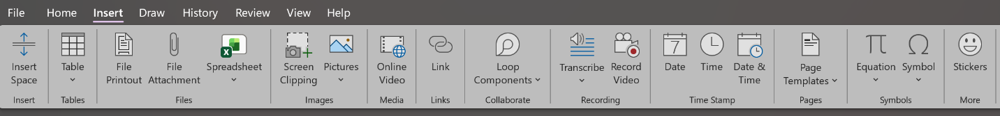 File Home Insert Draw History Review View Help
Insert Space
Table
File Printout
File Attachment
Spreadsheet
Screen Clipping
Pictures
Online Video
Link
Loop Components
Transcribe
Record Video
7
Date
Time
Date & Time
Page Templates
Equation
Symbol
Stickers
Insert Tables Files Images Media Links Collaborate Recording Time Stamp Pages Symbols More